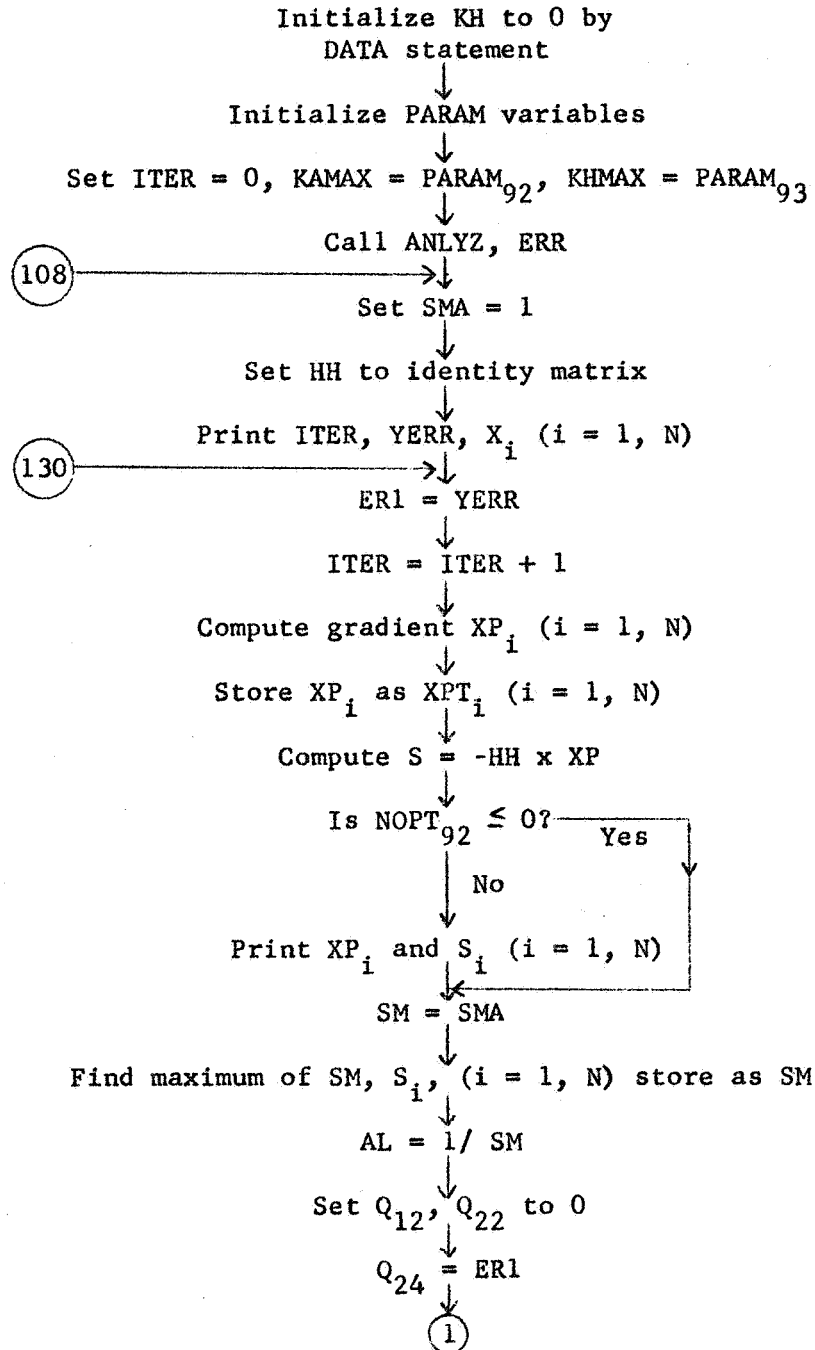 Initialize KH to 0 by
DATA statement
Initialize PARAM variables
Set ITER = 0, KAMAX = PARAM₉₂, KHMAX = PARAM₉₃
Call ANLYZ, ERR
108
Set SMA = 1
Set HH to identity matrix
Print ITER, YERR, Xᵢ (i = 1, N)
130
ER1 = YERR
ITER = ITER + 1
Compute gradient XPᵢ (i = 1, N)
Store XPᵢ as XPTᵢ (i = 1, N)
Compute S = -HH x XP
Is NOPT₉₂ ≤ 0? Yes
No
Print XPᵢ and Sᵢ (i = 1, N)
SM = SMA
Find maximum of SM, Sᵢ, (i = 1, N) store as SM
AL = 1/ SM
Set Q₁₂, Q₂₂ to 0
Q₂₄ = ER1
1